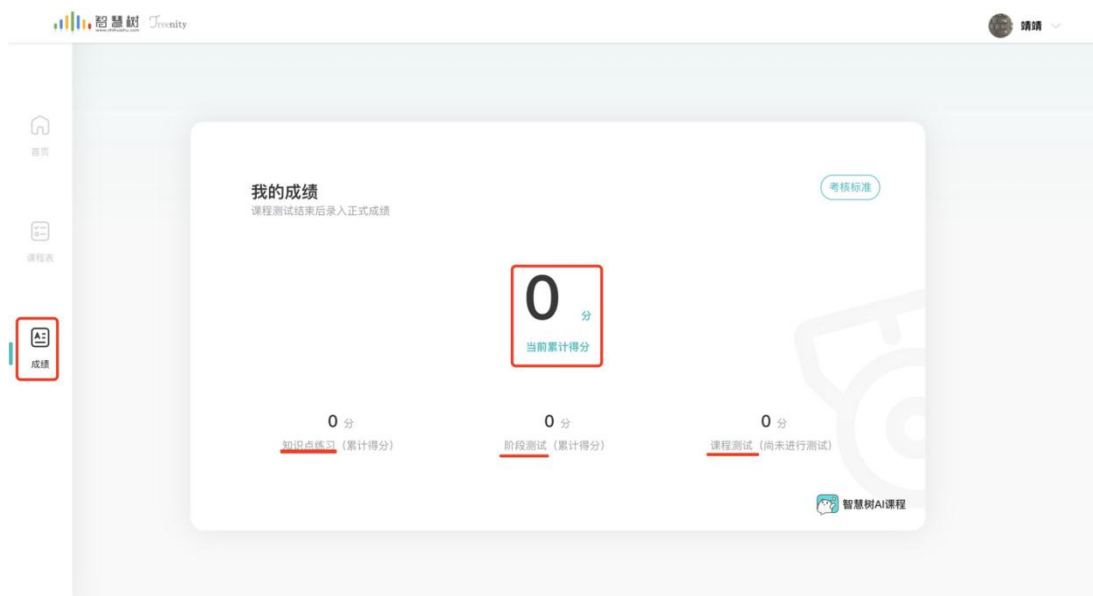 智慧树 Treenity
www.zhihuishu.com
靖靖
首页
课程表
成绩
我的成绩
考核标准
课程测试结束后录入正式成绩
0 分
当前累计得分
0 分
知识点练习（累计得分）
0 分
阶段测试（累计得分）
0 分
课程测试（尚未进行测试）
智慧树AI课程